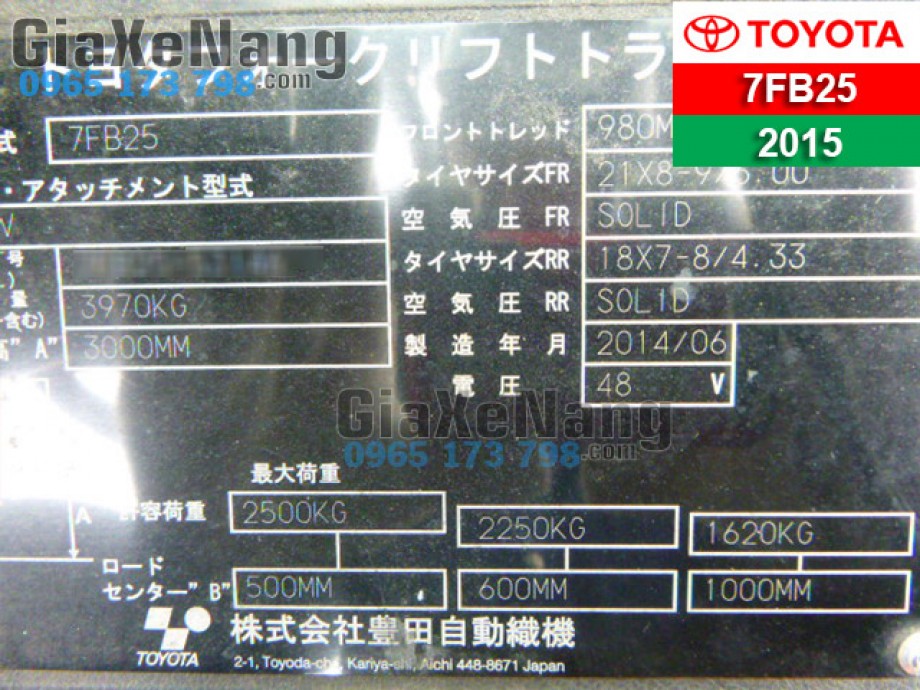 GiaXeNang
0965 173 798.com
クリフトトラ
TOYOTA
7FB25
2015
式 7FB25
フロントトレッド 980M
・アタッチメント型式
タイヤサイズFR 21X8-9/6.00
V
空気圧 FR SOLID
号
タイヤサイズRR 18X7-8/4.33
量 3970KG
含む)
空気圧 RR SOLID
高"A" 3000MM
製造年月 2014/06
電圧 48 V
GiaXeNang
0965 173 798.com
最大荷重
A 許容荷重 2500KG 2250KG 1620KG
ロード
センター"B" 500MM 600MM 1000MM
TOYOTA
株式会社豊田自動織機
2-1, Toyoda-cho, Kariya-shi, Aichi 448-8671 Japan